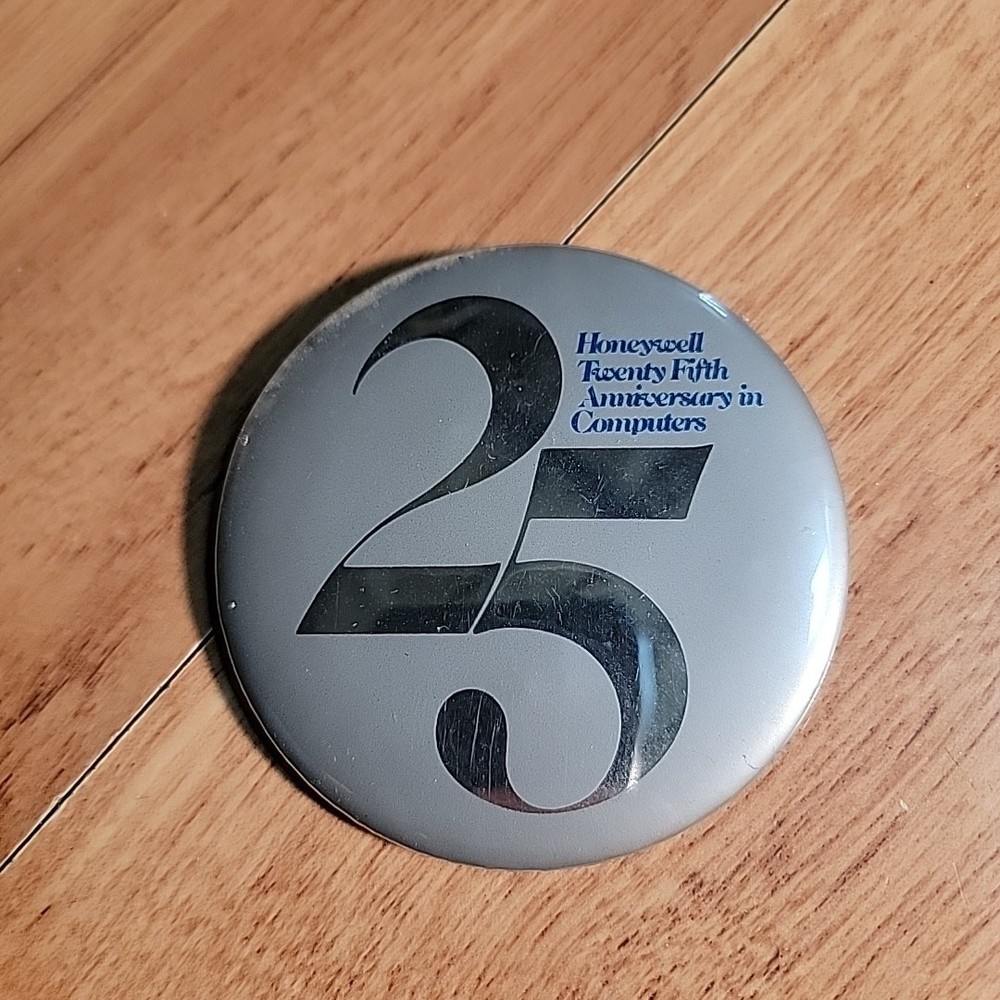 25
Honeywell
Twenty Fifth
Anniversary in
Computers